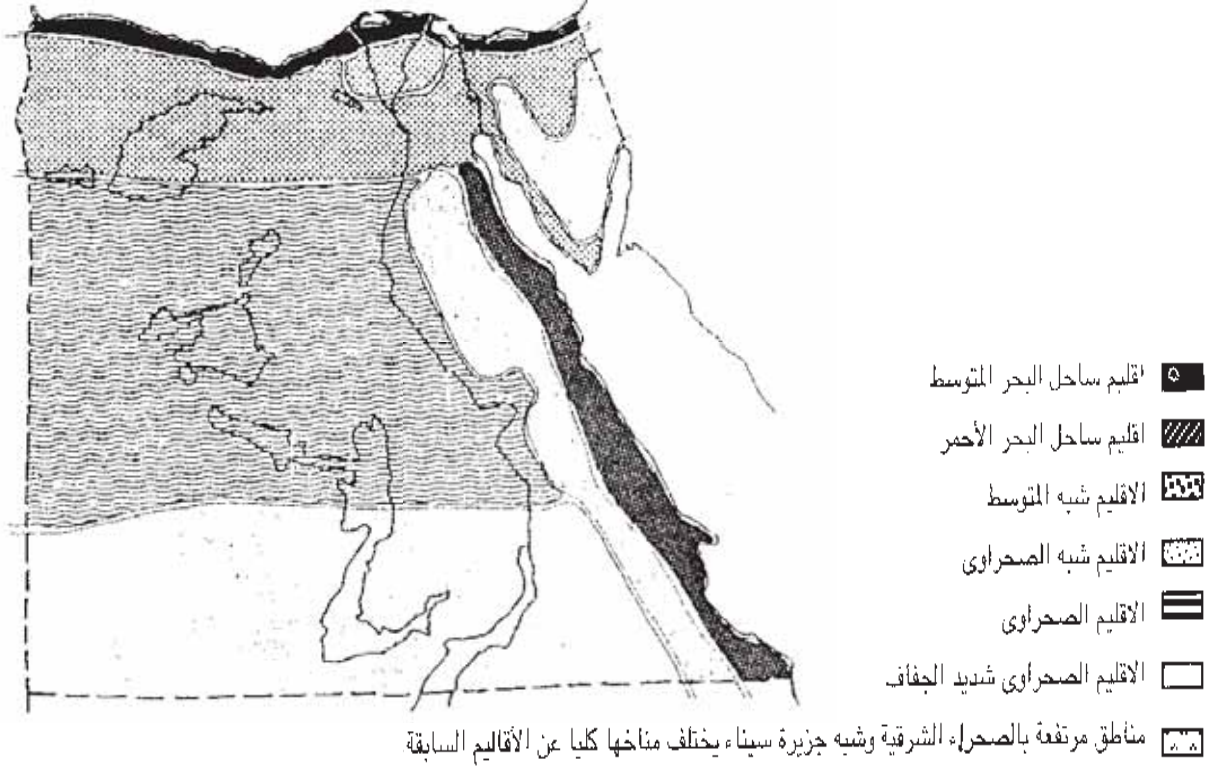 اقليم ساحل البحر المتوسط
اقليم ساحل البحر الأحمر
الاقليم شبه المتوسط
الاقليم شبه الصحراوى
الاقليم الصحراوى
الاقليم الصحراوى شديد الجفاف
مناطق مرتفعة بالصحراء الشرقية وشبه جزيرة سيناء يختلف مناخها كليا عن الأقاليم السابقة